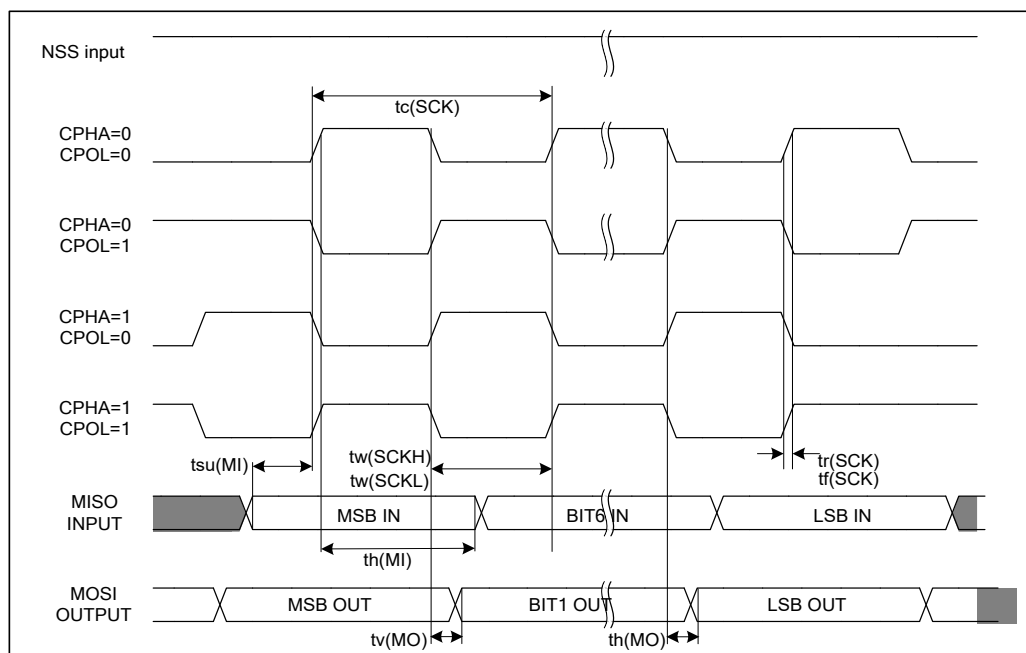 NSS input
tc(SCK)
CPHA=0
CPOL=0
CPHA=0
CPOL=1
CPHA=1
CPOL=0
CPHA=1
CPOL=1
tsu(MI)
tw(SCKH)
tw(SCKL)
tr(SCK)
tf(SCK)
MISO
INPUT
MSB IN
BIT6 IN
LSB IN
th(MI)
MOSI
OUTPUT
MSB OUT
BIT1 OUT
LSB OUT
tv(MO)
th(MO)